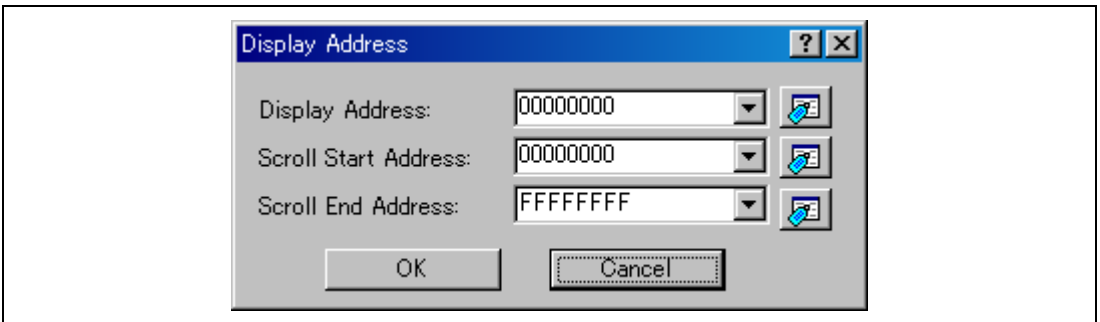 Display Address
Display Address: 00000000
Scroll Start Address: 00000000
Scroll End Address: FFFFFFFF
OK Cancel